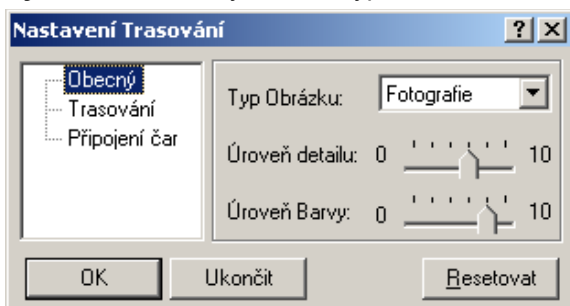 Nastavení Trasování
Obecný
Trasování
Připojení čar
Typ Obrázku: Fotografie
Úroveň detailu: 0 10
Úroveň Barvy: 0 10
OK Ukončit Resetovat